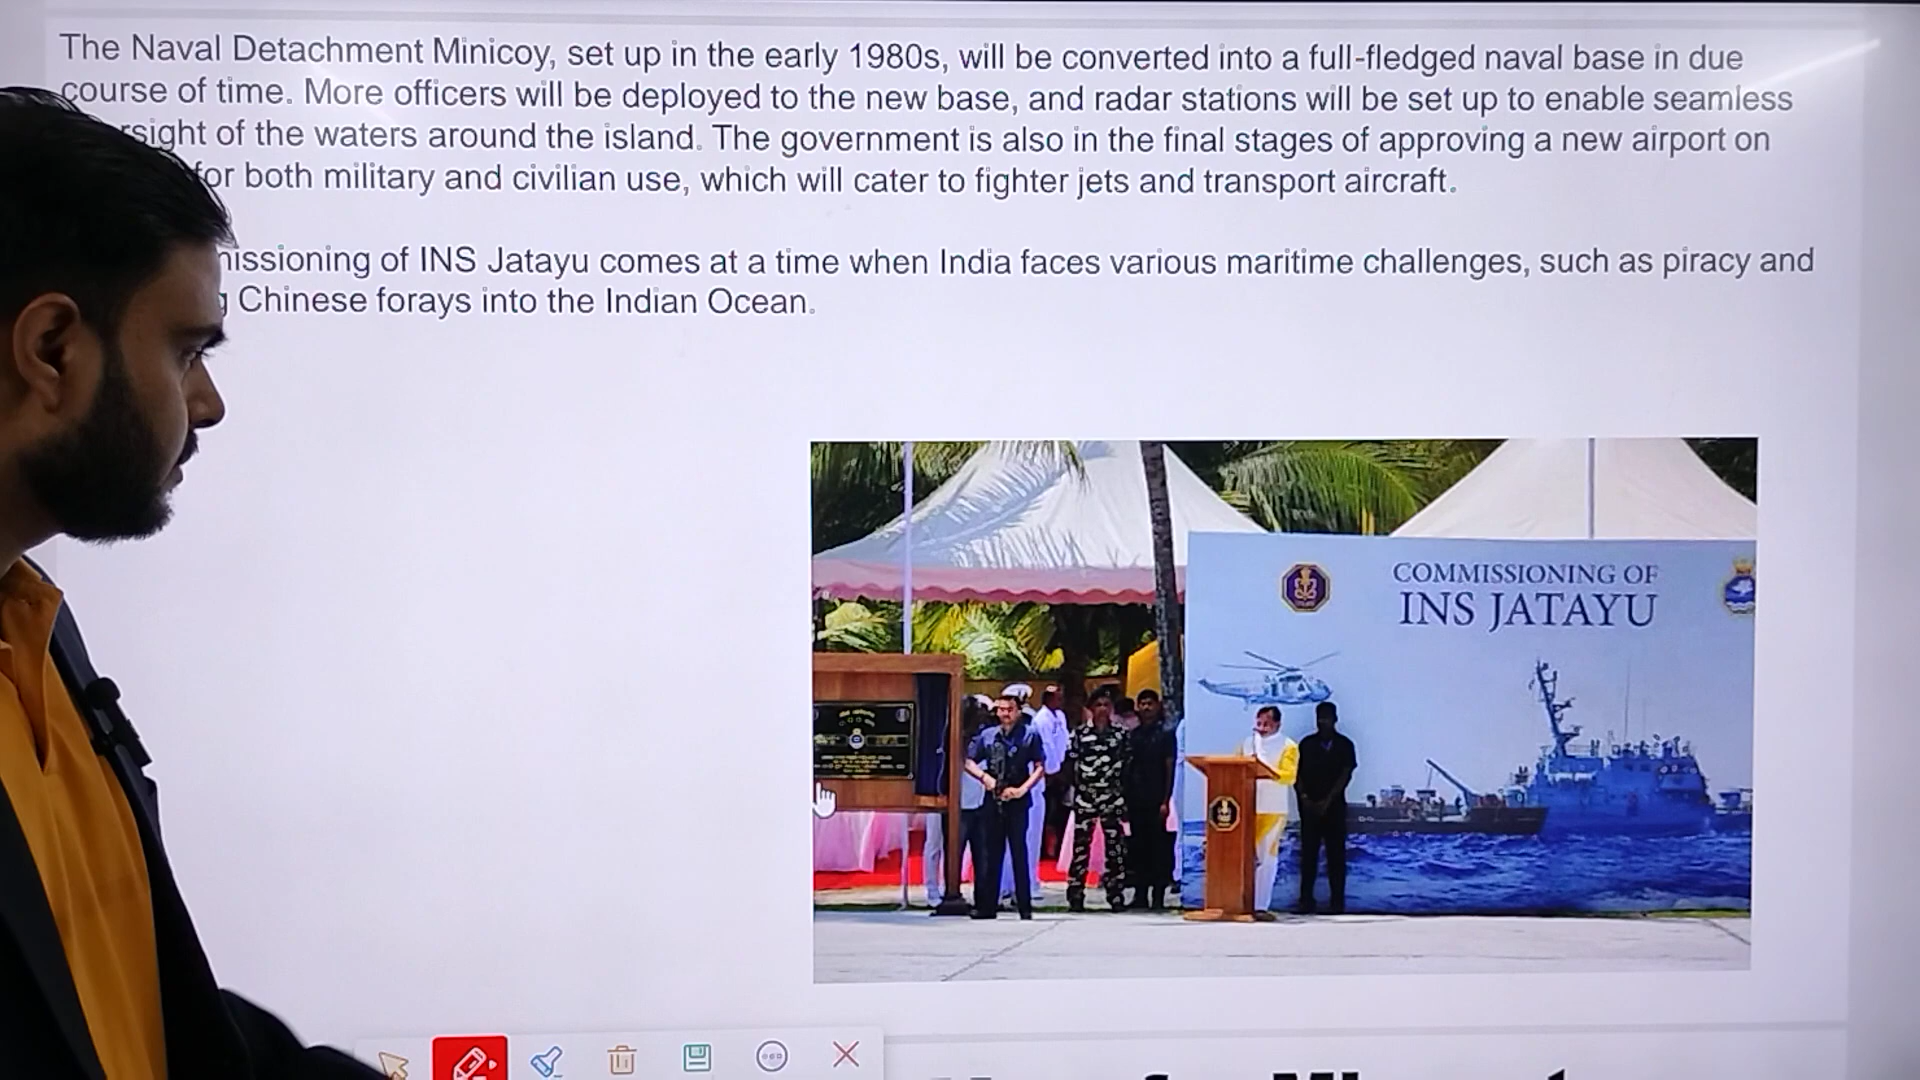 The Naval Detachment Minicoy, set up in the early 1980s, will be converted into a full-fledged naval base in due
course of time. More officers will be deployed to the new base, and radar stations will be set up to enable seamless
rsight of the waters around the island. The government is also in the final stages of approving a new airport on
for both military and civilian use, which will cater to fighter jets and transport aircraft.
nissioning of INS Jatayu comes at a time when India faces various maritime challenges, such as piracy and
g Chinese forays into the Indian Ocean.
COMMISSIONING OF
INS JATAYU